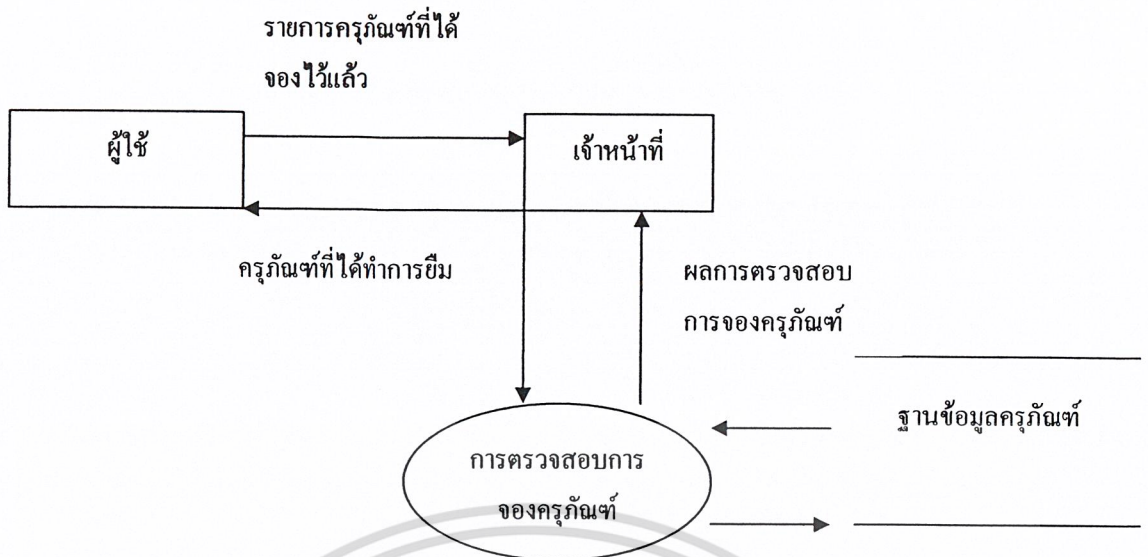 รายการครุภัณฑ์ที่ได้
จองไว้แล้ว
ผู้ใช้
เจ้าหน้าที่
ครุภัณฑ์ที่ได้ทำการยืม
ผลการตรวจสอบ
การจองครุภัณฑ์
ฐานข้อมูลครุภัณฑ์
การตรวจสอบการ
จองครุภัณฑ์